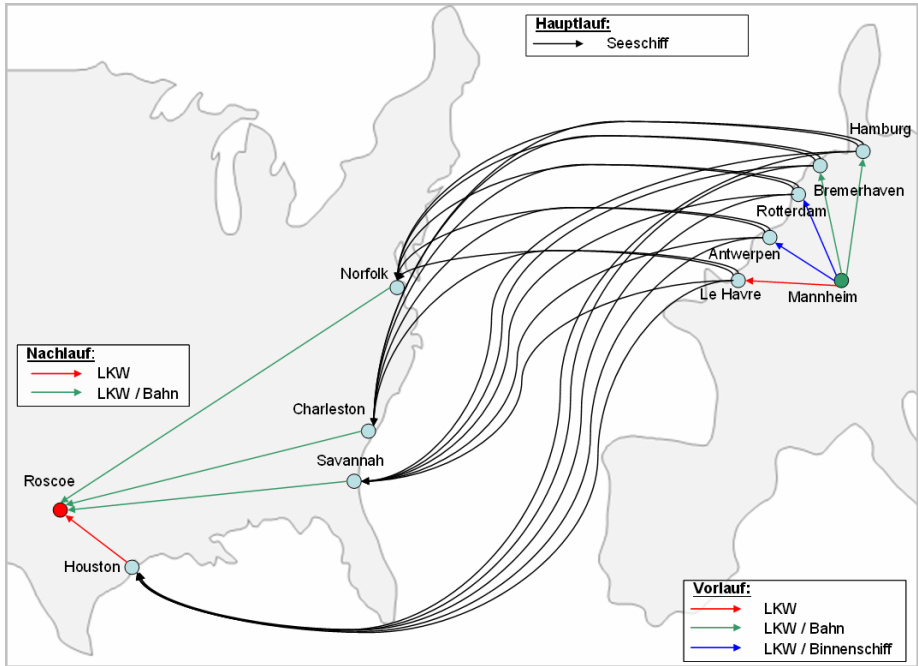 Hauptlauf:
Seeschiff
Hamburg
Bremerhaven
Rotterdam
Antwerpen
Norfolk
Le Havre
Mannheim
Nachlauf:
LKW
LKW / Bahn
Charleston
Savannah
Roscoe
Houston
Vorlauf:
LKW
LKW / Bahn
LKW / Binnenschiff